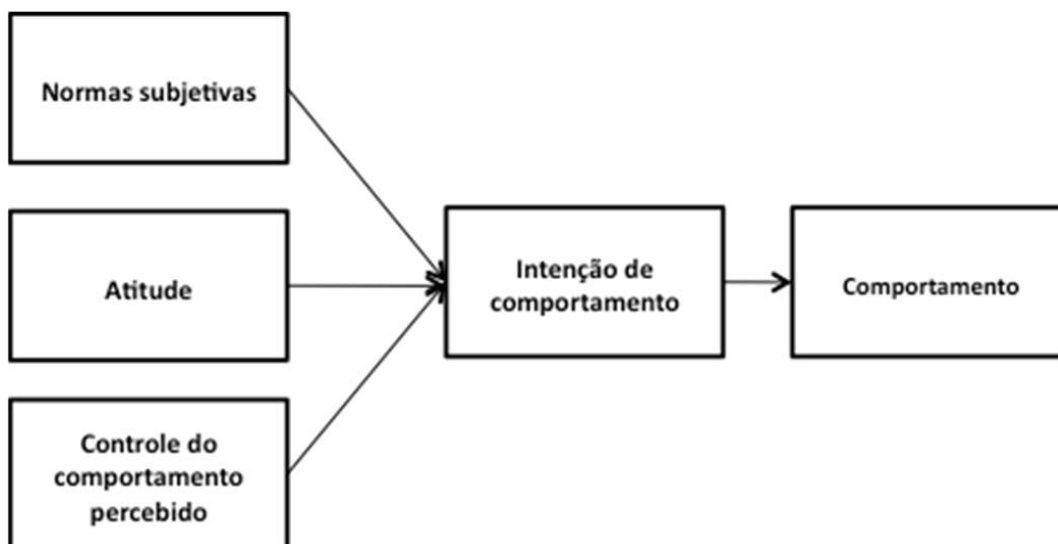 Normas subjetivas
Atitude
Controle do
comportamento
percebido
Intenção de
comportamento
Comportamento